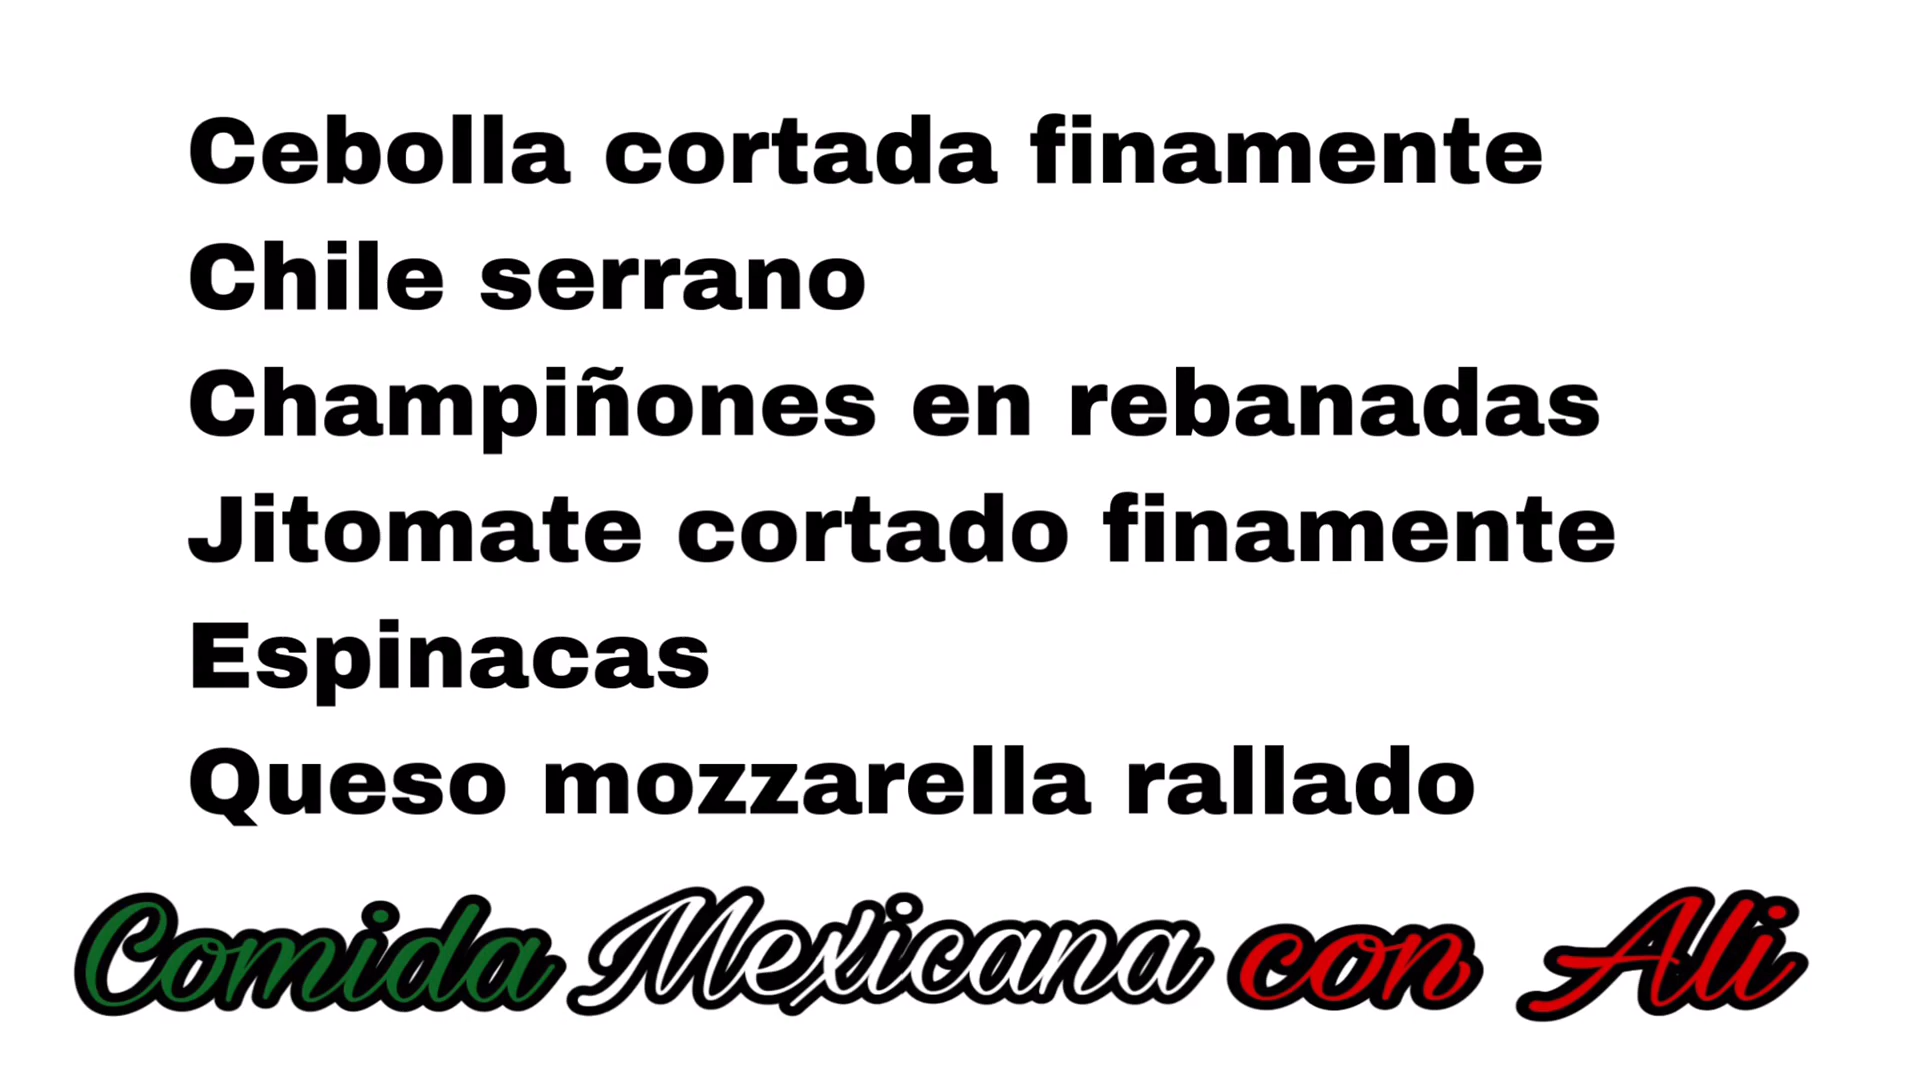 Cebolla cortada finamente
Chile serrano
Champiñones en rebanadas
Jitomate cortado finamente
Espinacas
Queso mozzarella rallado
Comida Mexicana con Ali